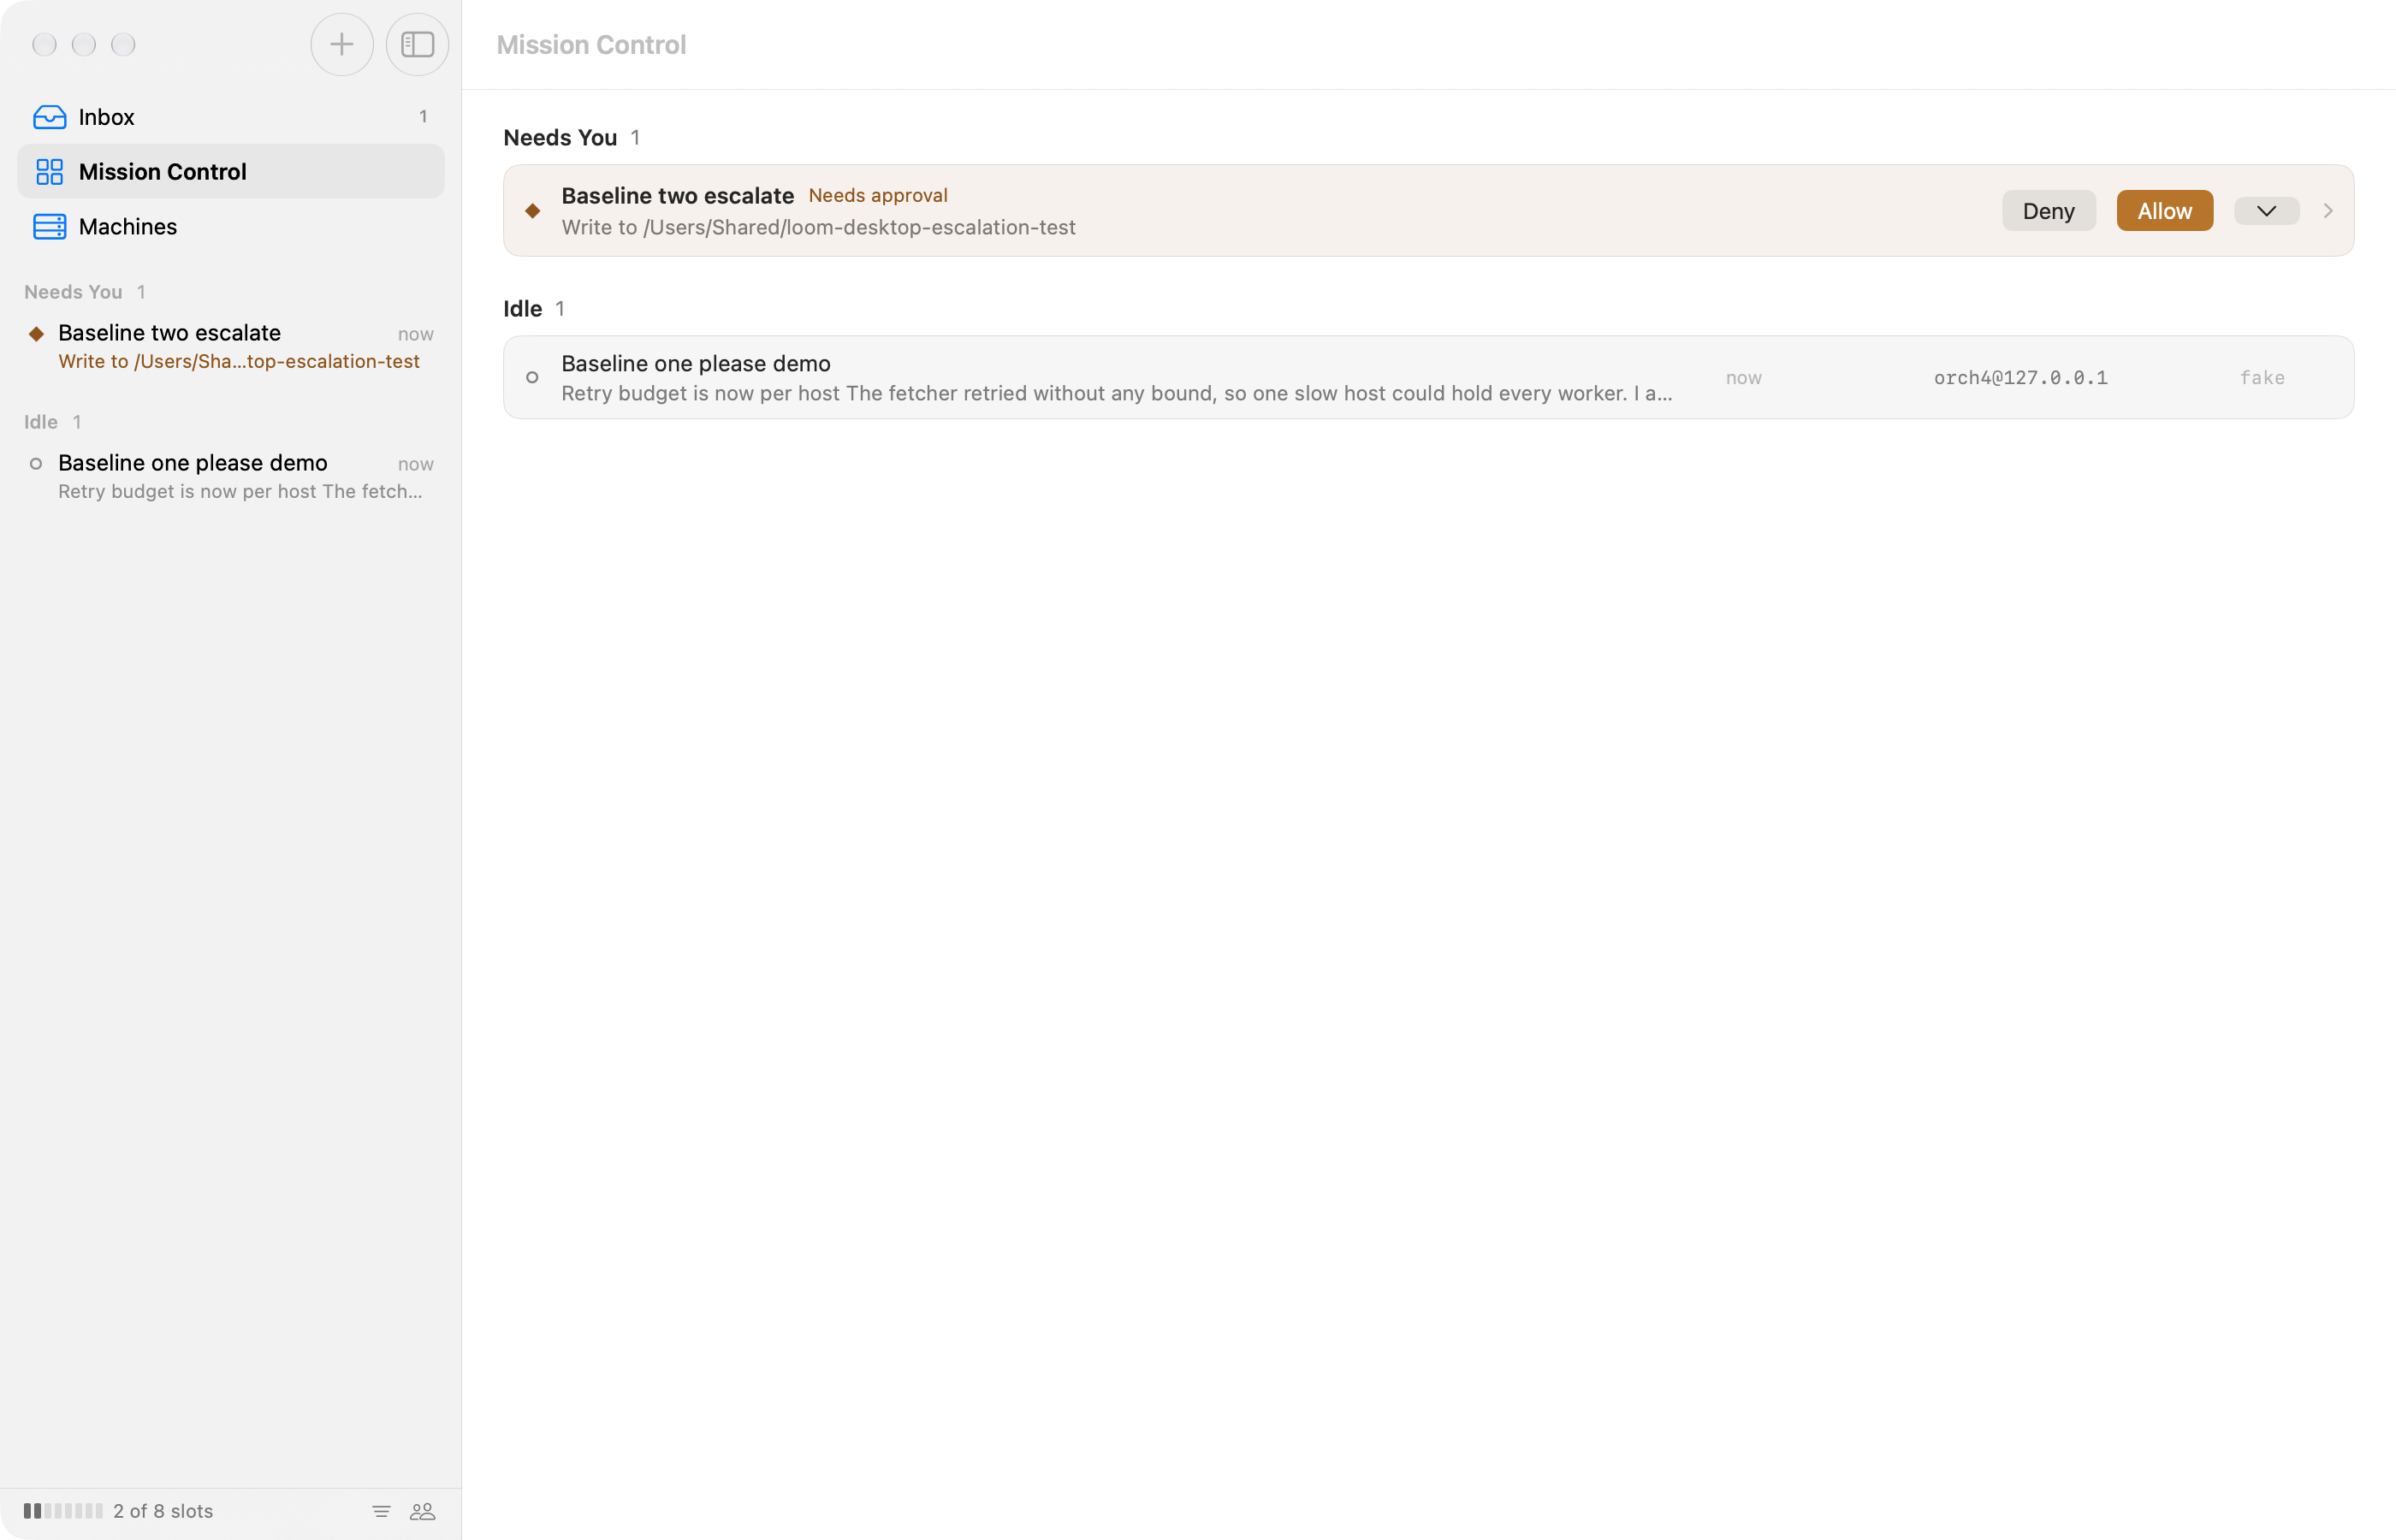 Mission Control
Inbox 1
Mission Control
Machines
Needs You 1
Baseline two escalate now
Write to /Users/Sha...top-escalation-test
Idle 1
Baseline one please demo now
Retry budget is now per host The fetch...
2 of 8 slots
Needs You 1
Baseline two escalate Needs approval
Write to /Users/Shared/loom-desktop-escalation-test
Deny Allow
Idle 1
Baseline one please demo
Retry budget is now per host The fetcher retried without any bound, so one slow host could hold every worker. I a...
now orch4@127.0.0.1 fake